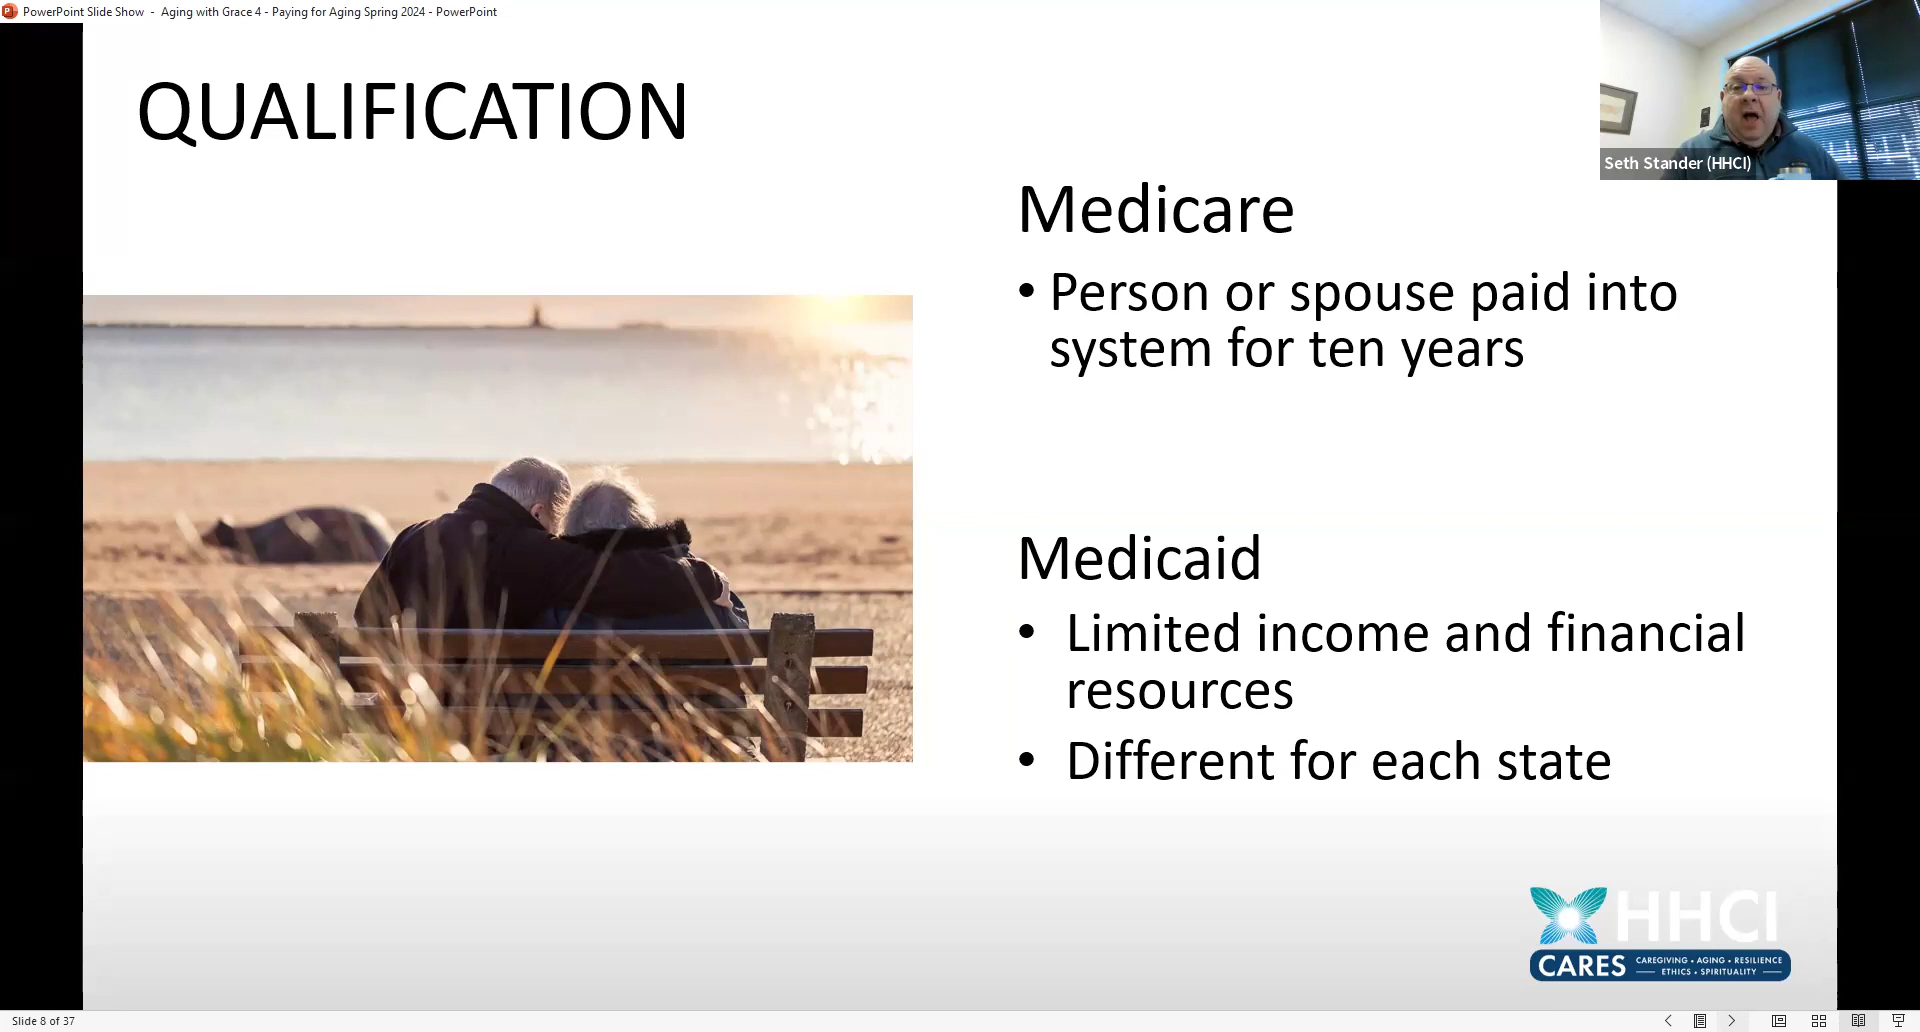 PowerPoint Slide Show - Aging with Grace 4 - Paying for Aging Spring 2024 - PowerPoint
QUALIFICATION
Seth Stander (HHCI)
Medicare
• Person or spouse paid into
system for ten years
Medicaid
• Limited income and financial
resources
• Different for each state
HHCI
CARES
CAREGIVING • AGING • RESILIENCE
ETHICS • SPIRITUALITY
Slide 8 of 37